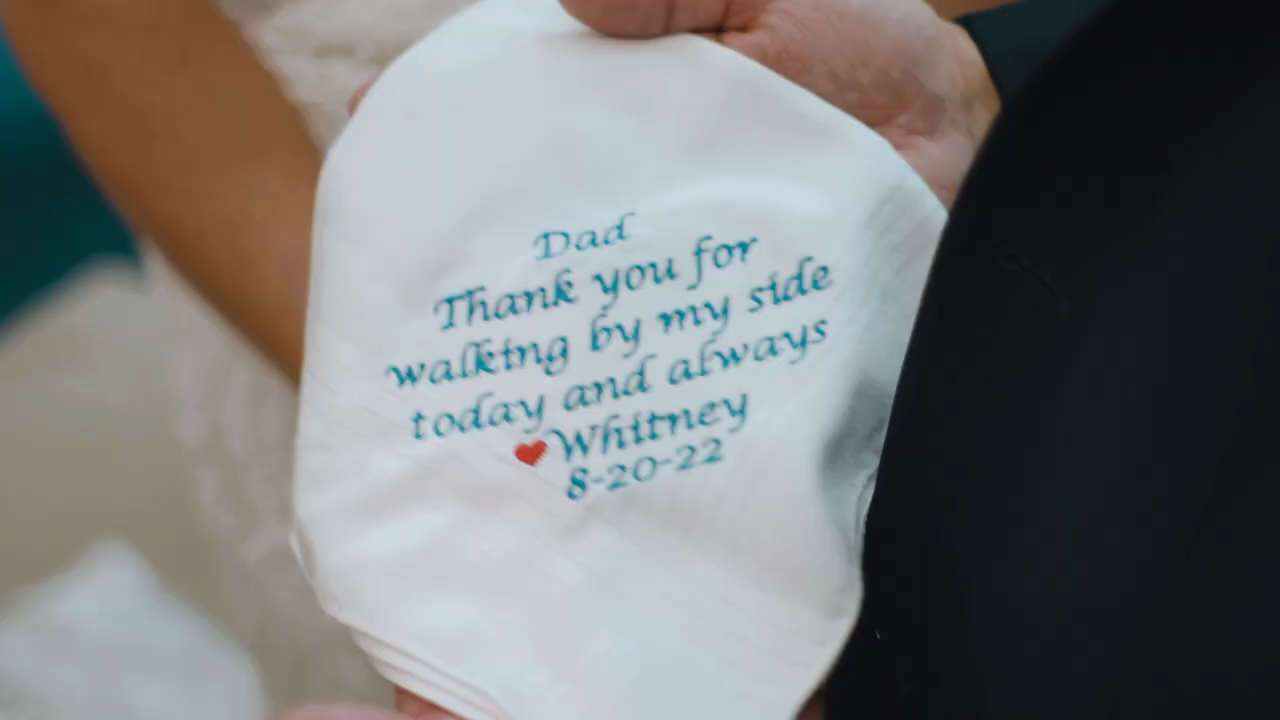 Dad
Thank you for
walking by my side
today and always
❤Whitney
8-20-22